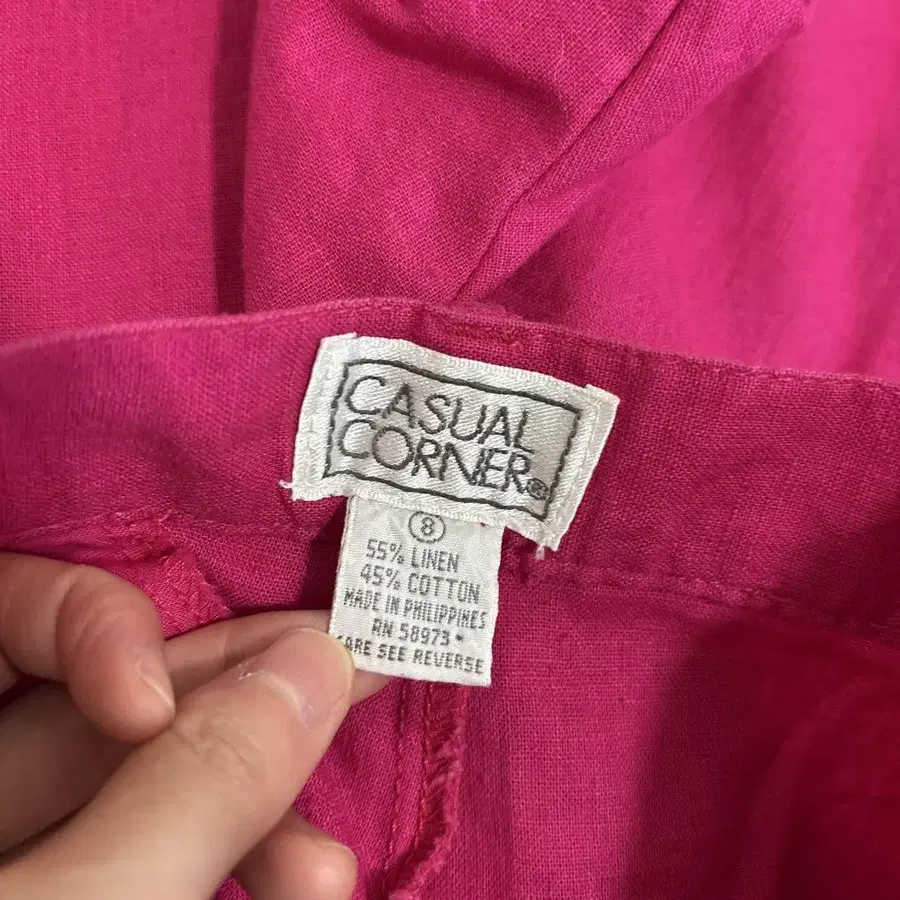 CASUAL
CORNER®
8
55% LINEN
45% COTTON
MADE IN PHILIPPINES
RN 58973 •
CARE SEE REVERSE